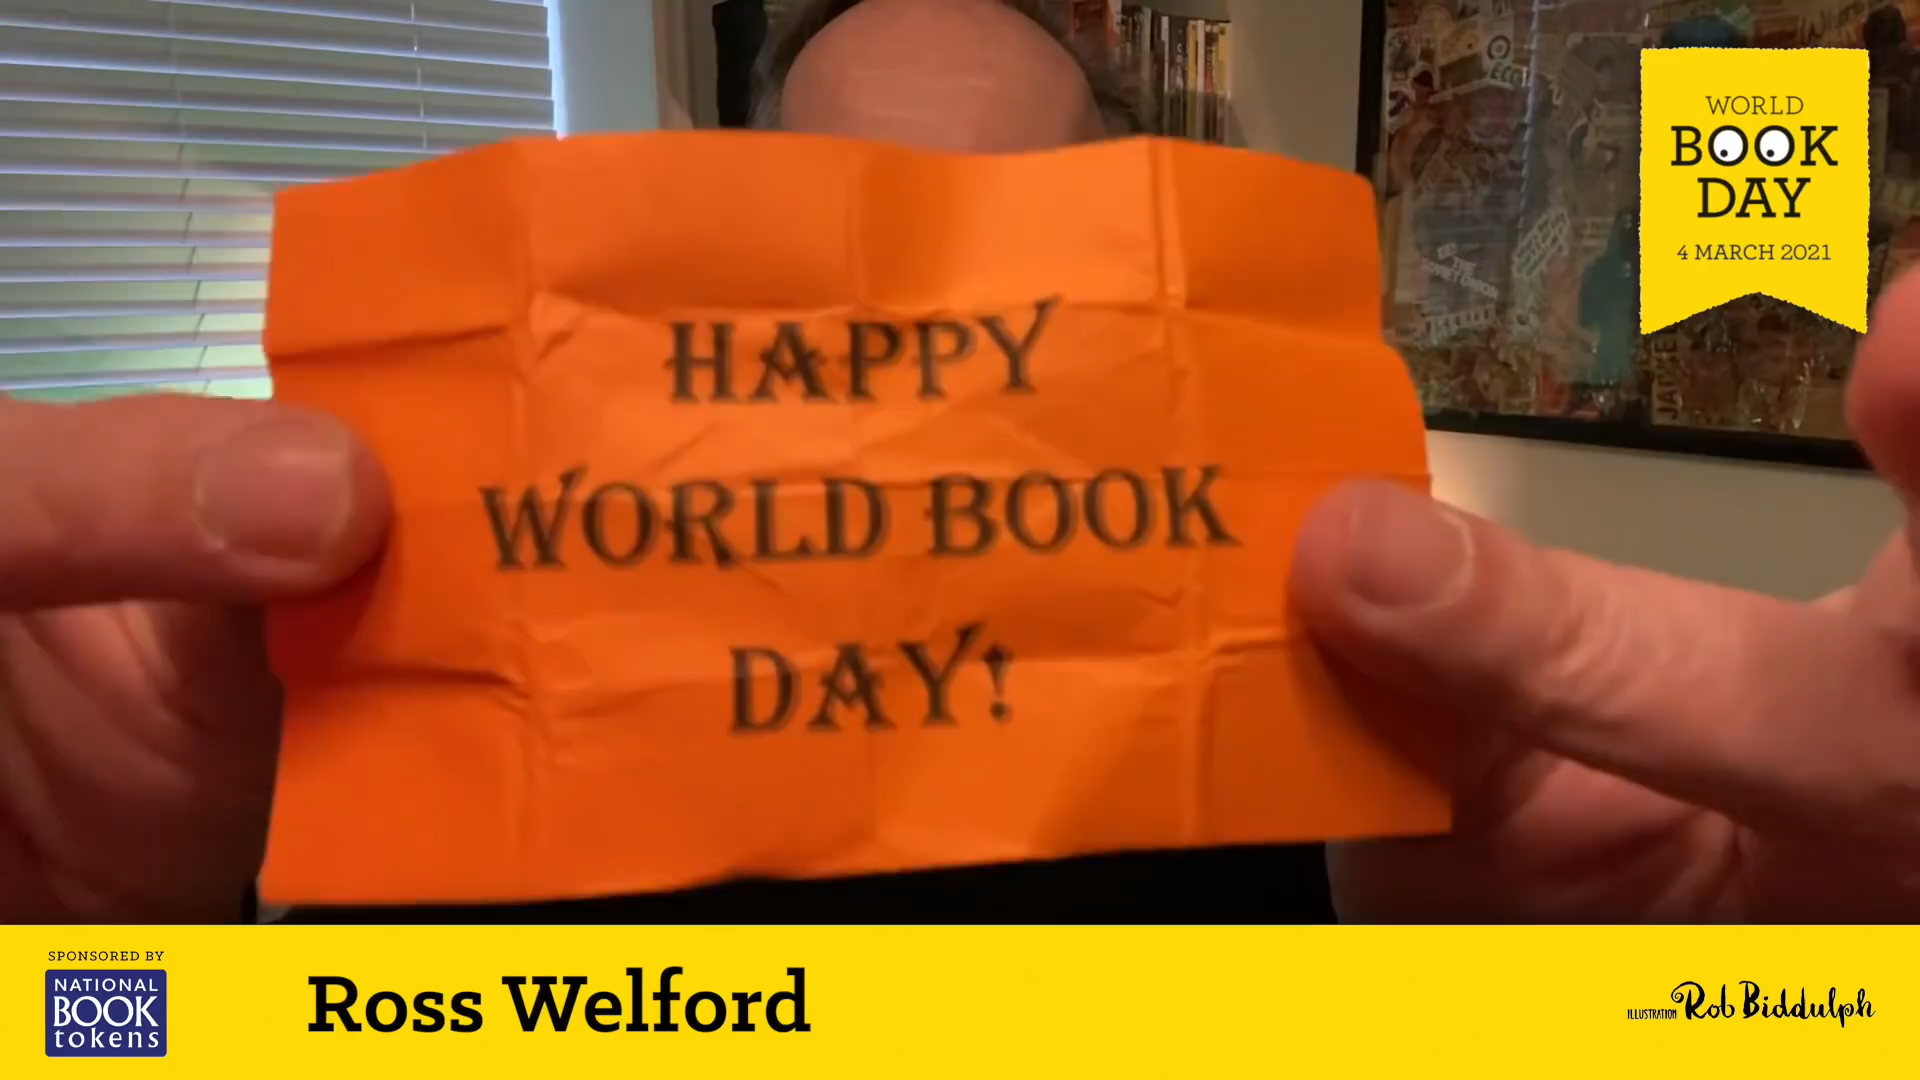 WORLD
BOOK
DAY
4 MARCH 2021
HAPPY
WORLD BOOK
DAY!
SPONSORED BY
NATIONAL
BOOK
tokens
Ross Welford
ILLUSTRATION Rob Biddulph